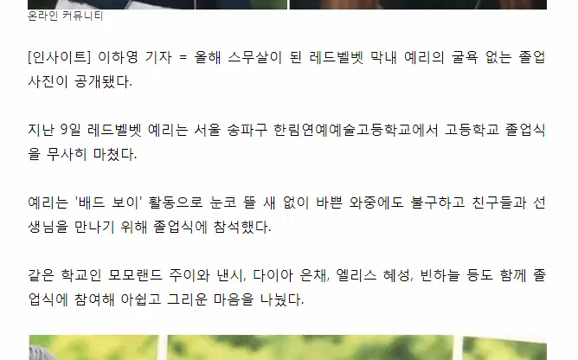 온라인 커뮤니티
[인사이트] 이하영 기자 = 올해 스무살이 된 레드벨벳 막내 예리의 굴욕 없는 졸업
사진이 공개됐다.
지난 9일 레드벨벳 예리는 서울 송파구 한림연예예술고등학교에서 고등학교 졸업식
을 무사히 마쳤다.
예리는 '배드 보이' 활동으로 눈코 뜰 새 없이 바쁜 와중에도 불구하고 친구들과 선
생님을 만나기 위해 졸업식에 참석했다.
같은 학교인 모모랜드 주이와 낸시, 다이아 은채, 엘리스 혜성, 빈하늘 등도 함께 졸
업식에 참여해 아쉽고 그리운 마음을 나눴다.